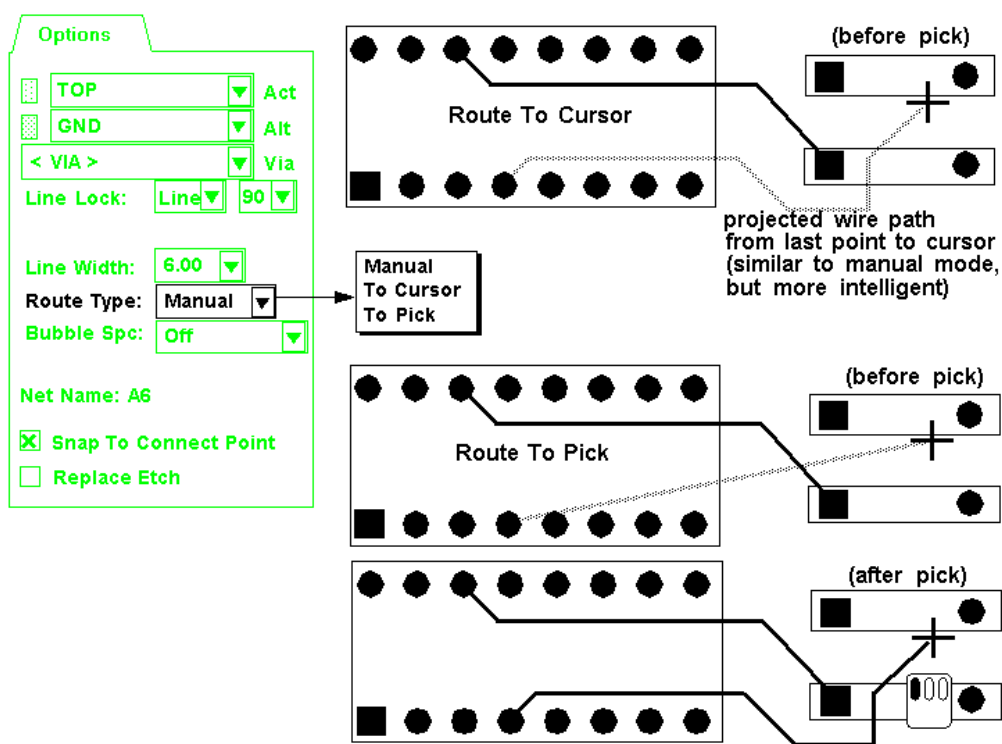 Options
TOP
Act
GND
Alt
< VIA >
Via
Line Lock:
Line
90
Line Width:
6.00
Route Type:
Manual
Bubble Spc:
Off
Net Name: A6
Snap To Connect Point
Replace Etch
Manual
To Cursor
To Pick
Route To Cursor
(before pick)
projected wire path
from last point to cursor
(similar to manual mode,
but more intelligent)
Route To Pick
(before pick)
(after pick)